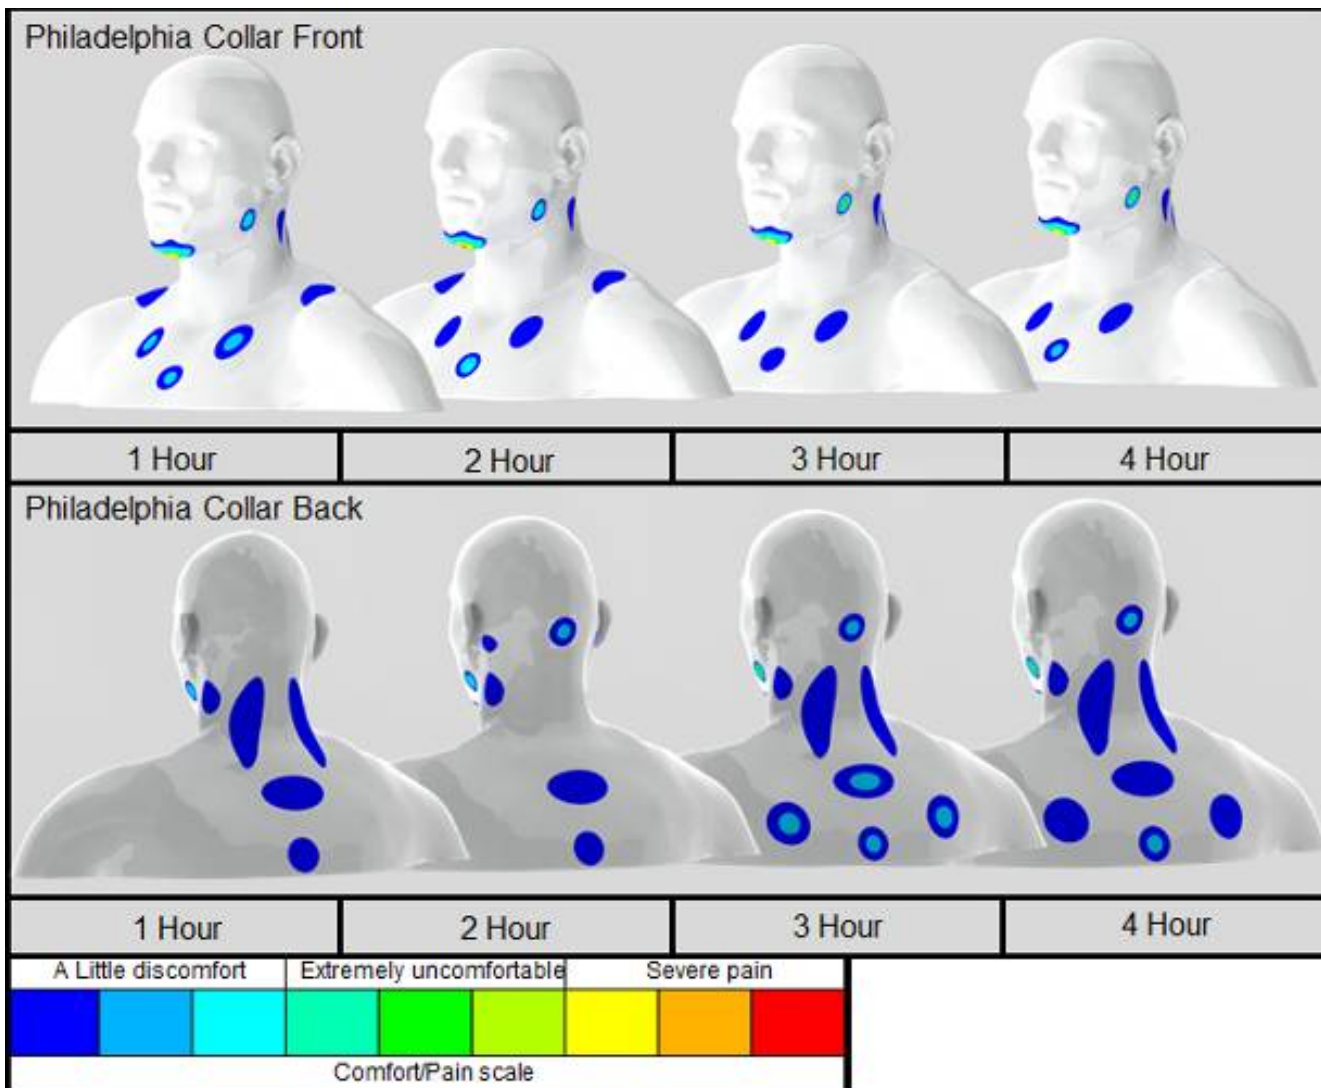 Philadelphia Collar Front
1 Hour
2 Hour
3 Hour
4 Hour
Philadelphia Collar Back
1 Hour
2 Hour
3 Hour
4 Hour
A Little discomfort
Extremely uncomfortable
Severe pain
Comfort/Pain scale